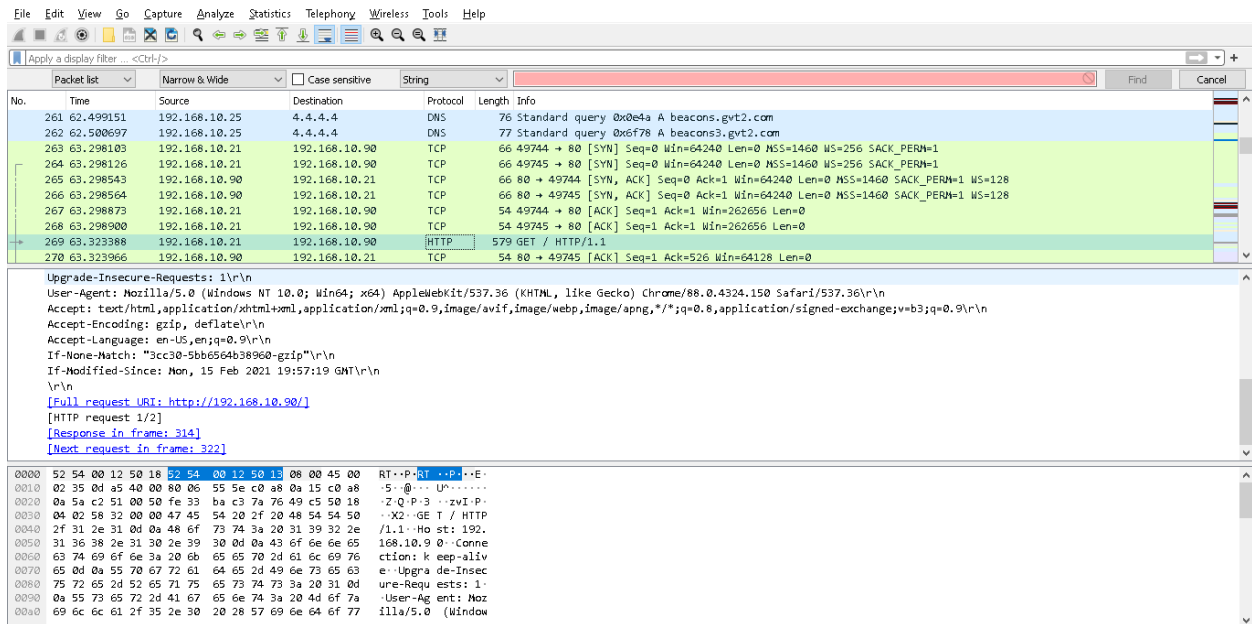 File Edit View Go Capture Analyze Statistics Telephony Wireless Tools Help
Apply a display filter ... <Ctrl-/>
Packet list Narrow & Wide Case sensitive String Find Cancel
No. Time Source Destination Protocol Length Info
261 62.499151 192.168.10.25 4.4.4.4 DNS 76 Standard query 0x0e4a A beacons.gvt2.com
262 62.500697 192.168.10.25 4.4.4.4 DNS 77 Standard query 0x6f78 A beacons3.gvt2.com
263 63.298103 192.168.10.21 192.168.10.90 TCP 66 49744 → 80 [SYN] Seq=0 Win=64240 Len=0 MSS=1460 WS=256 SACK_PERM=1
264 63.298126 192.168.10.21 192.168.10.90 TCP 66 49745 → 80 [SYN] Seq=0 Win=64240 Len=0 MSS=1460 WS=256 SACK_PERM=1
265 63.298543 192.168.10.90 192.168.10.21 TCP 66 80 → 49744 [SYN, ACK] Seq=0 Ack=1 Win=64240 Len=0 MSS=1460 SACK_PERM=1 WS=128
266 63.298564 192.168.10.90 192.168.10.21 TCP 66 80 → 49745 [SYN, ACK] Seq=0 Ack=1 Win=64240 Len=0 MSS=1460 SACK_PERM=1 WS=128
267 63.298873 192.168.10.21 192.168.10.90 TCP 54 49744 → 80 [ACK] Seq=1 Ack=1 Win=262656 Len=0
268 63.298900 192.168.10.21 192.168.10.90 TCP 54 49745 → 80 [ACK] Seq=1 Ack=1 Win=262656 Len=0
269 63.323388 192.168.10.21 192.168.10.90 HTTP 579 GET / HTTP/1.1
270 63.323966 192.168.10.90 192.168.10.21 TCP 54 80 → 49745 [ACK] Seq=1 Ack=526 Win=64128 Len=0
Upgrade-Insecure-Requests: 1\r\n
User-Agent: Mozilla/5.0 (Windows NT 10.0; Win64; x64) AppleWebKit/537.36 (KHTML, like Gecko) Chrome/88.0.4324.150 Safari/537.36\r\n
Accept: text/html,application/xhtml+xml,application/xml;q=0.9,image/avif,image/webp,image/apng,*/*;q=0.8,application/signed-exchange;v=b3;q=0.9\r\n
Accept-Encoding: gzip, deflate\r\n
Accept-Language: en-US,en;q=0.9\r\n
If-None-Match: "3cc30-5bb6564b38960-gzip"\r\n
If-Modified-Since: Mon, 15 Feb 2021 19:57:19 GMT\r\n
\r\n
[Full request URI: http://192.168.10.90/]
[HTTP request 1/2]
[Response in frame: 314]
[Next request in frame: 322]
0000 52 54 00 12 50 18 52 54 00 12 50 13 08 00 45 00 RT··P·RT ··P···E·
0010 02 35 0d a5 40 00 80 06 55 5e c0 a8 0a 15 c0 a8 ·5··@··· U^······
0020 0a 5a c2 51 00 50 fe 33 ba c3 7a 76 49 c5 50 18 ·Z·Q·P·3 ··zvI·P·
0030 04 02 58 32 00 00 47 45 54 20 2f 20 48 54 54 50 ··X2··GE T / HTTP
0040 2f 31 2e 31 0d 0a 48 6f 73 74 3a 20 31 39 32 2e /1.1··Ho st: 192.
0050 31 36 38 2e 31 30 2e 39 30 0d 0a 43 6f 6e 6e 65 168.10.9 0··Conne
0060 63 74 69 6f 6e 3a 20 6b 65 65 70 2d 61 6c 69 76 ction: k eep-aliv
0070 65 0d 0a 55 70 67 72 61 64 65 2d 49 6e 73 65 63 e··Upgra de-Insec
0080 75 72 65 2d 52 65 71 75 65 73 74 73 3a 20 31 0d ure-Requ ests: 1·
0090 0a 55 73 65 72 2d 41 67 65 6e 74 3a 20 4d 6f 7a ·User-Ag ent: Moz
00a0 69 6c 6c 61 2f 35 2e 30 20 28 57 69 6e 64 6f 77 illa/5.0 (Window